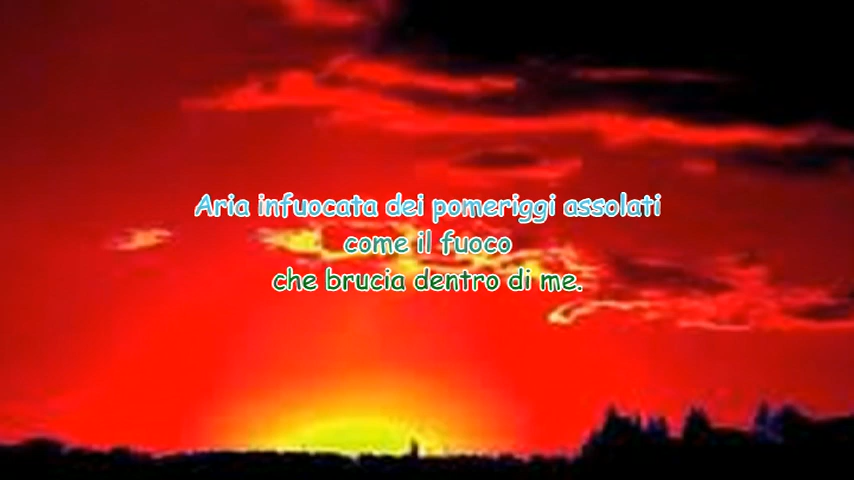 Aria infuocata dei pomeriggi assolati
come il fuoco
che brucia dentro di me.